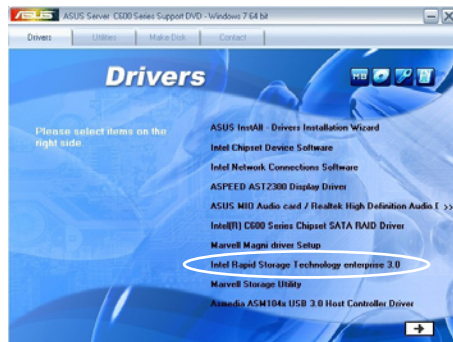 ASUS ASUS Server C600 Series Support DVD - Windows 7 64 bit
Drivers Utilities Make Disk Contact
Drivers
MB
Please select items on the
right side.
ASUS InstAll - Drivers Installation Wizard
Intel Chipset Device Software
Intel Network Connections Software
ASPEED AST2300 Display Driver
ASUS MIO Audio card / Realtek High Definition Audio D >>
Intel(R) C600 Series Chipset SATA RAID Driver
Marvell Magni driver Setup
Intel Rapid Storage Technology enterprise 3.0
Marvell Storage Utility
Asmedia ASM104x USB 3.0 Host Controller Driver